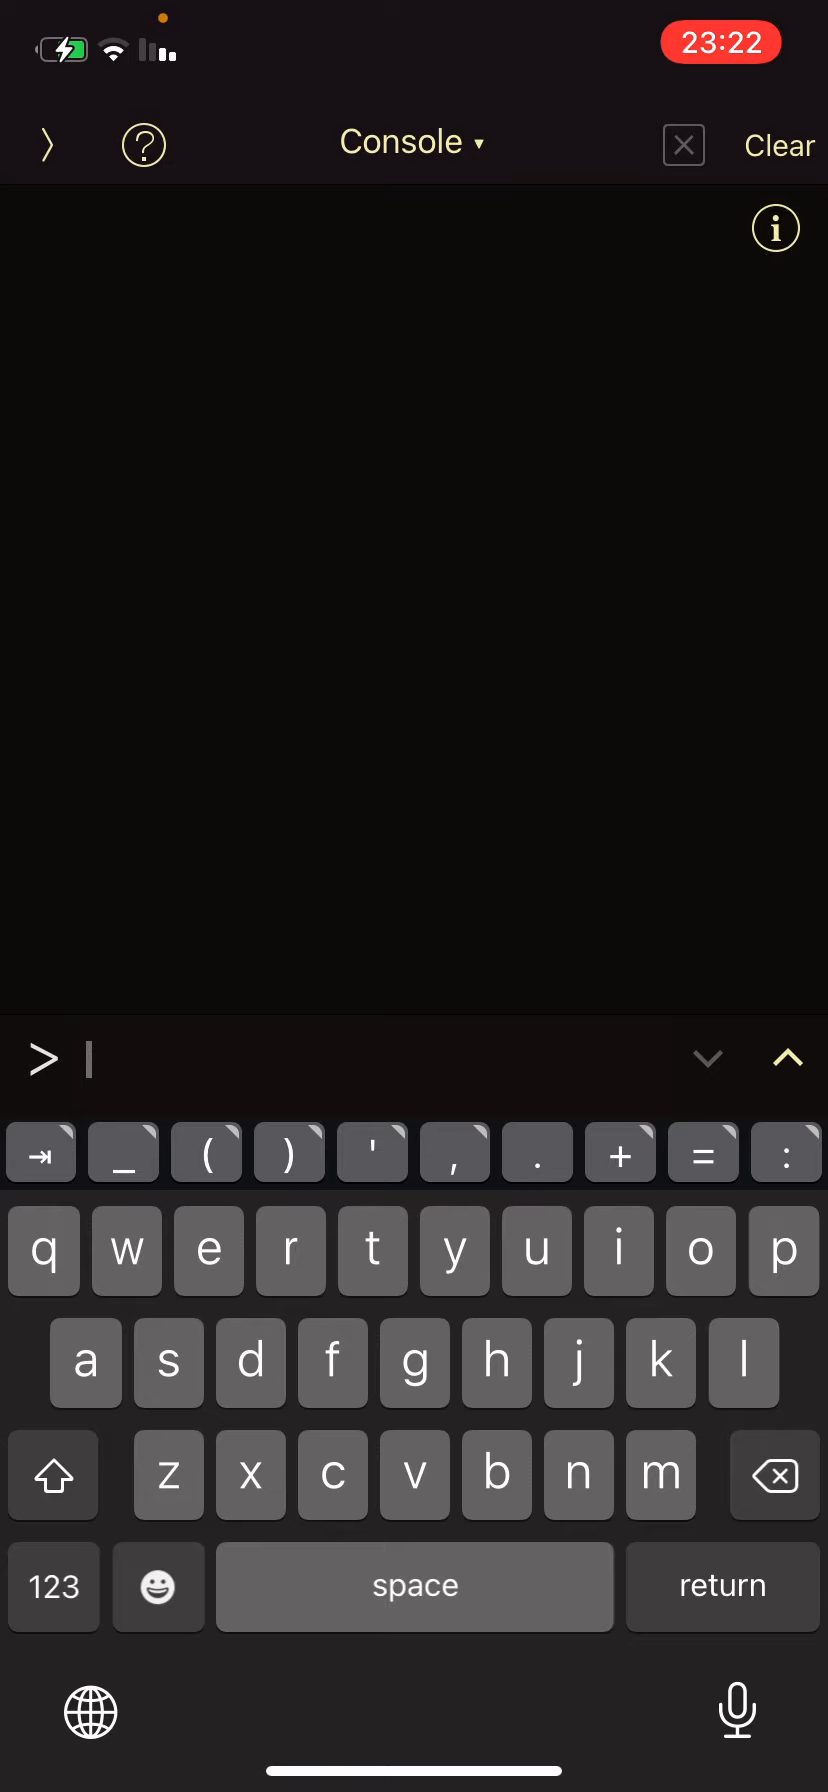 23:22
? Console ▾ Clear
i
>
⇥ _ ( ) ' , . + = :
q w e r t y u i o p
a s d f g h j k l
z x c v b n m
123 space return